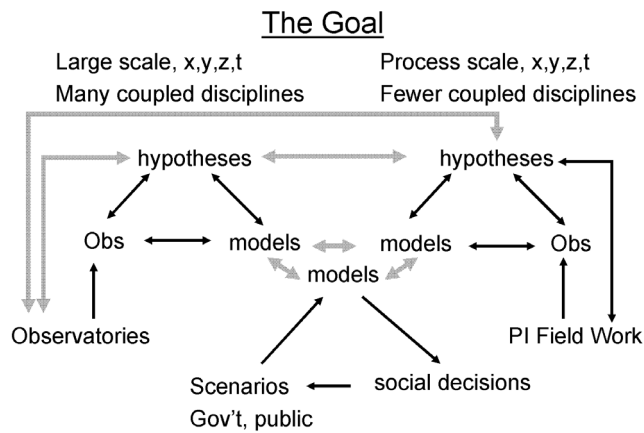 The Goal
Large scale, x,y,z,t
Many coupled disciplines
Process scale, x,y,z,t
Fewer coupled disciplines
hypotheses
hypotheses
Obs
models
models
Obs
models
Observatories
PI Field Work
Scenarios
Gov't, public
social decisions